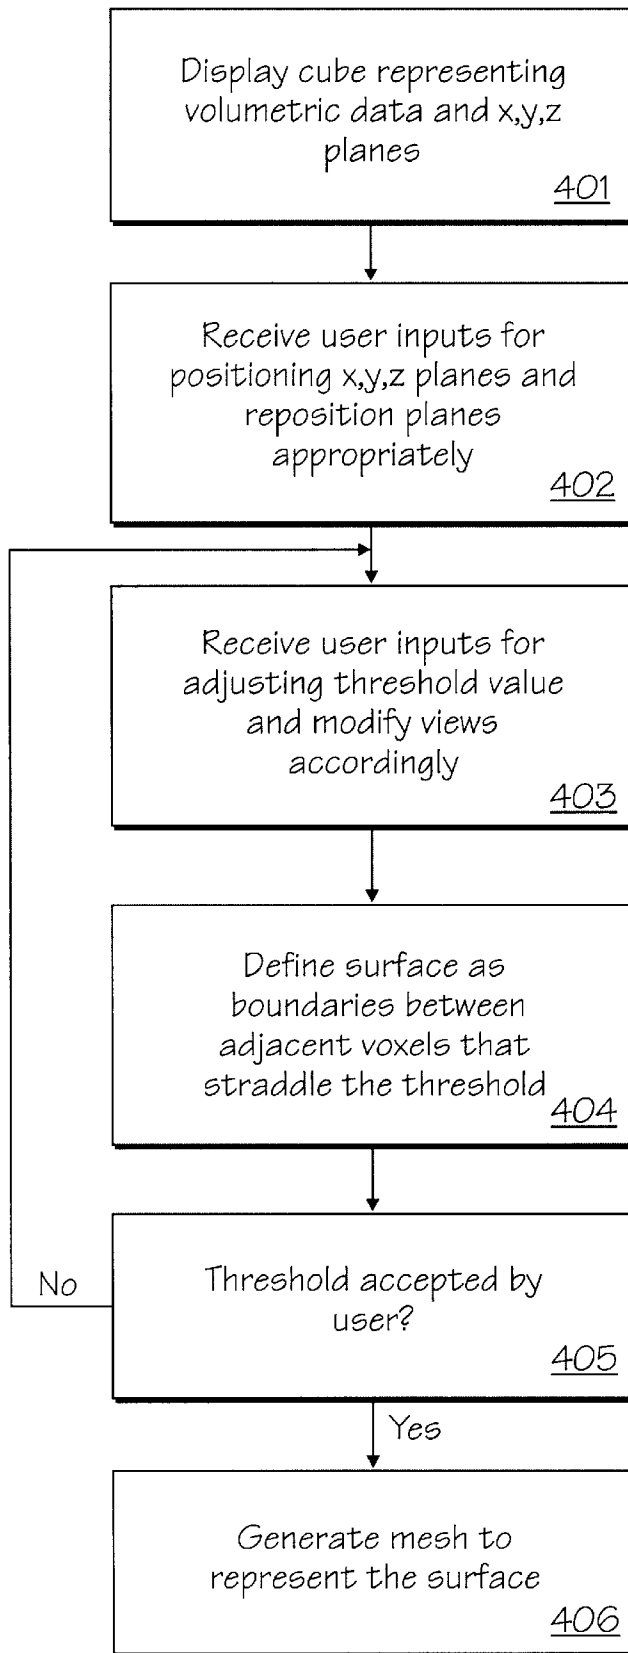 Display cube representing
volumetric data and x,y,z
planes
401
Receive user inputs for
positioning x,y,z planes and
reposition planes
appropriately
402
Receive user inputs for
adjusting threshold value
and modify views
accordingly
403
Define surface as
boundaries between
adjacent voxels that
straddle the threshold
404
No
Threshold accepted by
user?
405
Yes
Generate mesh to
represent the surface
406